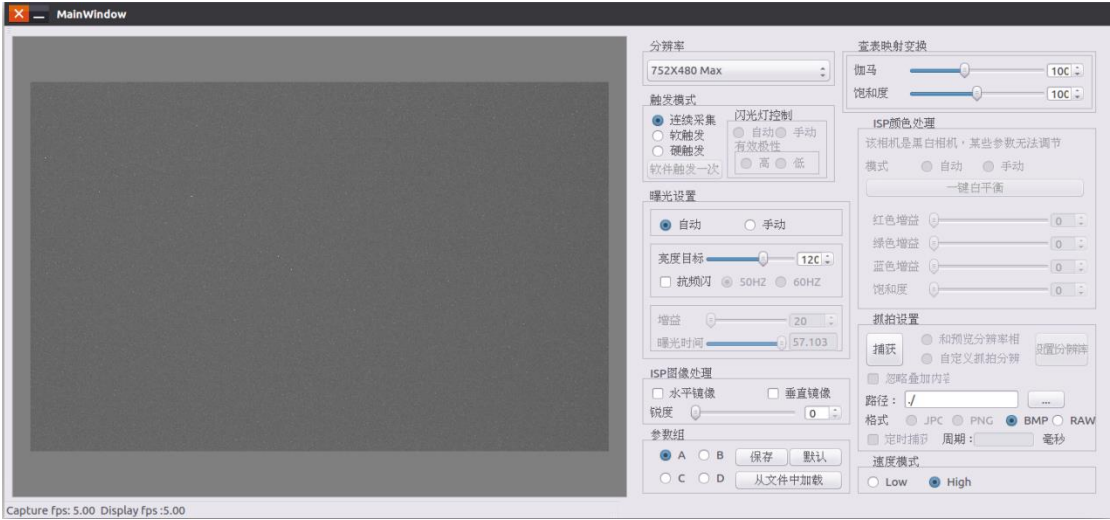 MainWindow
分辨率
752X480 Max
触发模式
连续采集
软触发
硬触发
软件触发一次
闪光灯控制
自动 手动
有效极性
高 低
曝光设置
自动 手动
亮度目标 120
抗频闪 50HZ 60HZ
增益 20
曝光时间 57.103
ISP图像处理
水平镜像 垂直镜像
锐度 0
参数组
A B 保存 默认
C D 从文件中加载
查表映射变换
伽马 100
饱和度 100
ISP颜色处理
该相机是黑白相机，某些参数无法调节
模式 自动 手动
一键白平衡
红色增益 0
绿色增益 0
蓝色增益 0
饱和度 0
抓拍设置
捕获
和预览分辨率相
自定义抓拍分辨
设置分辨率
忽略叠加内容
路径： ./ ...
格式 JPG PNG BMP RAW
定时捕获 周期： 毫秒
速度模式
Low High
Capture fps: 5.00 Display fps :5.00